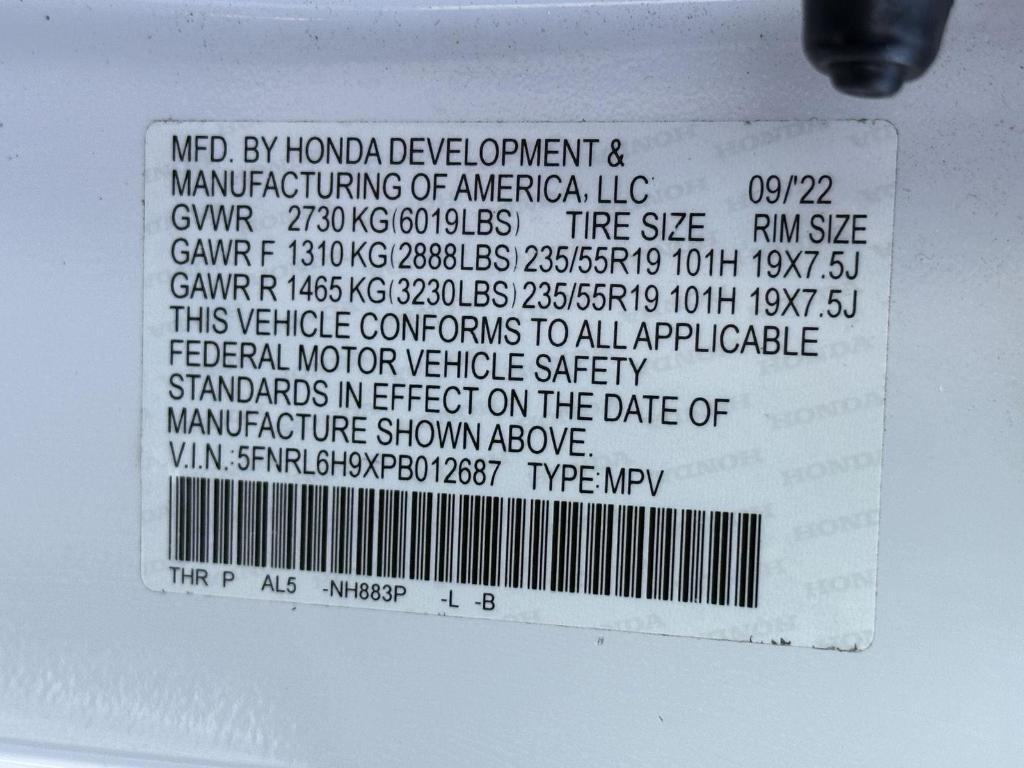 MFD. BY HONDA DEVELOPMENT &
MANUFACTURING OF AMERICA, LLC 09/'22
GVWR 2730 KG(6019LBS) TIRE SIZE RIM SIZE
GAWR F 1310 KG(2888LBS) 235/55R19 101H 19X7.5J
GAWR R 1465 KG(3230LBS) 235/55R19 101H 19X7.5J
THIS VEHICLE CONFORMS TO ALL APPLICABLE
FEDERAL MOTOR VEHICLE SAFETY
STANDARDS IN EFFECT ON THE DATE OF
MANUFACTURE SHOWN ABOVE.
V.I.N.:5FNRL6H9XPB012687 TYPE:MPV
THR P AL5 -NH883P -L -B